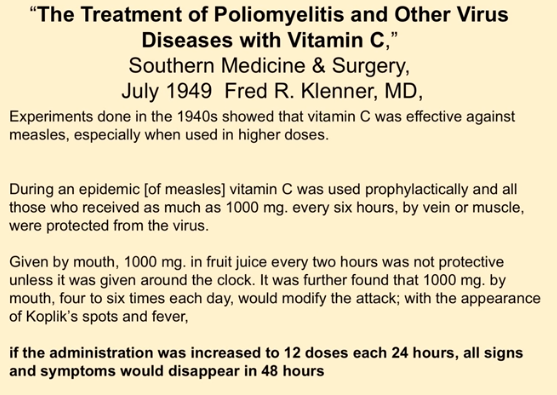 “The Treatment of Poliomyelitis and Other Virus
Diseases with Vitamin C,”
Southern Medicine & Surgery,
July 1949  Fred R. Klenner, MD,
Experiments done in the 1940s showed that vitamin C was effective against
measles, especially when used in higher doses.
During an epidemic [of measles] vitamin C was used prophylactically and all
those who received as much as 1000 mg. every six hours, by vein or muscle,
were protected from the virus.
Given by mouth, 1000 mg. in fruit juice every two hours was not protective
unless it was given around the clock. It was further found that 1000 mg. by
mouth, four to six times each day, would modify the attack; with the appearance
of Koplik’s spots and fever,
if the administration was increased to 12 doses each 24 hours, all signs
and symptoms would disappear in 48 hours